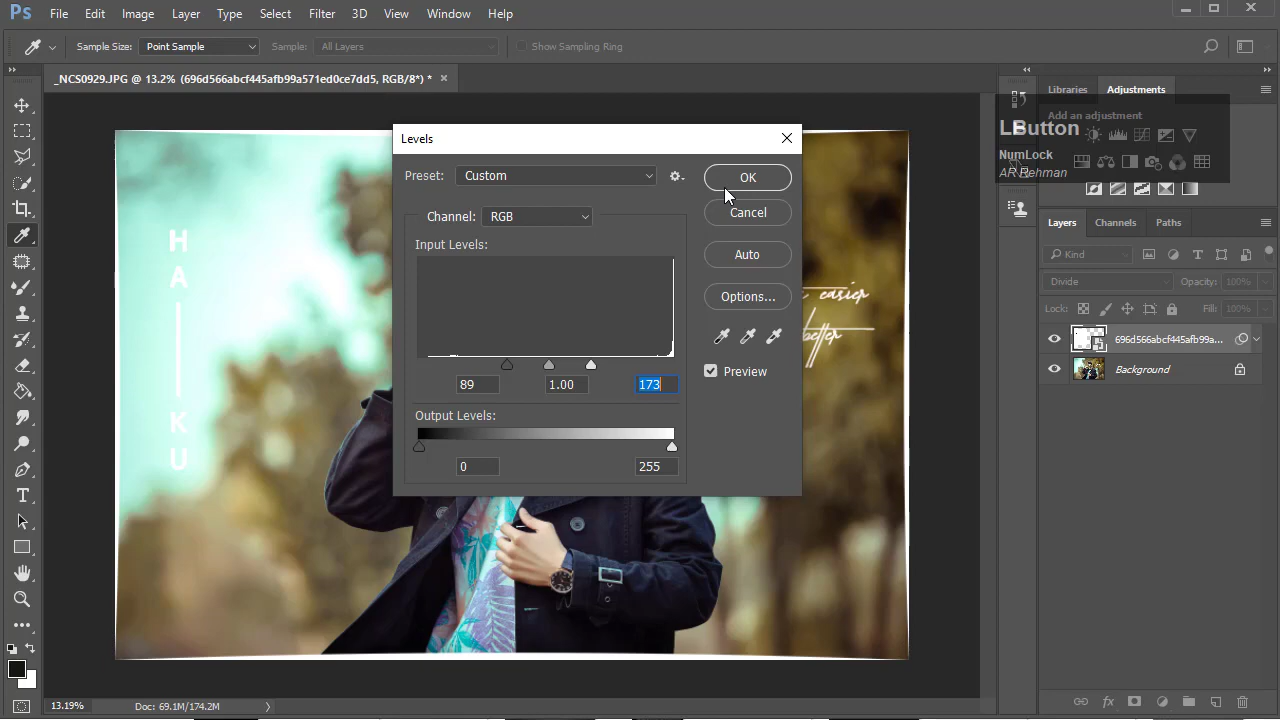 Ps File Edit Image Layer Type Select Filter 3D View Window Help
Sample Size: Point Sample Sample: All Layers Show Sampling Ring
_NCS0929.JPG @ 13.2% (696d566abcf445afb99a571ed0ce7dd5, RGB/8*) * ×
Libraries Adjustments
Add an adjustment
LButton
NumLock
AR Rehman
Levels
Preset: Custom
OK
Channel: RGB
Cancel
Input Levels:
Auto
Options...
89 1.00 173
Preview
Output Levels:
0 255
H
A
K
U
easier
better
Layers Channels Paths
Kind
Divide Opacity: 100%
Lock: Fill: 100%
696d566abcf445afb99a...
Background
13.19% Doc: 69.1M/174.2M